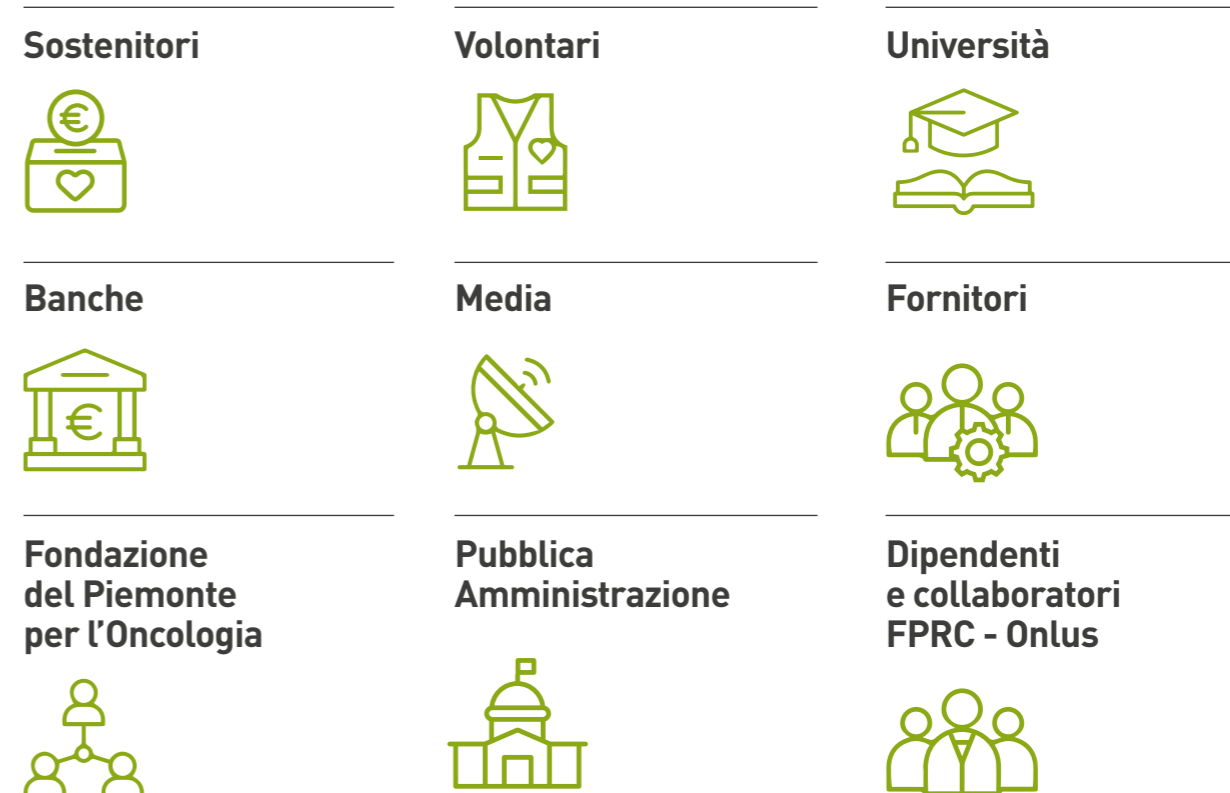 Sostenitori
Volontari
Università
€
Banche
Media
Fornitori
€
Fondazione
del Piemonte
per l’Oncologia
Pubblica
Amministrazione
Dipendenti
e collaboratori
FPRC - Onlus